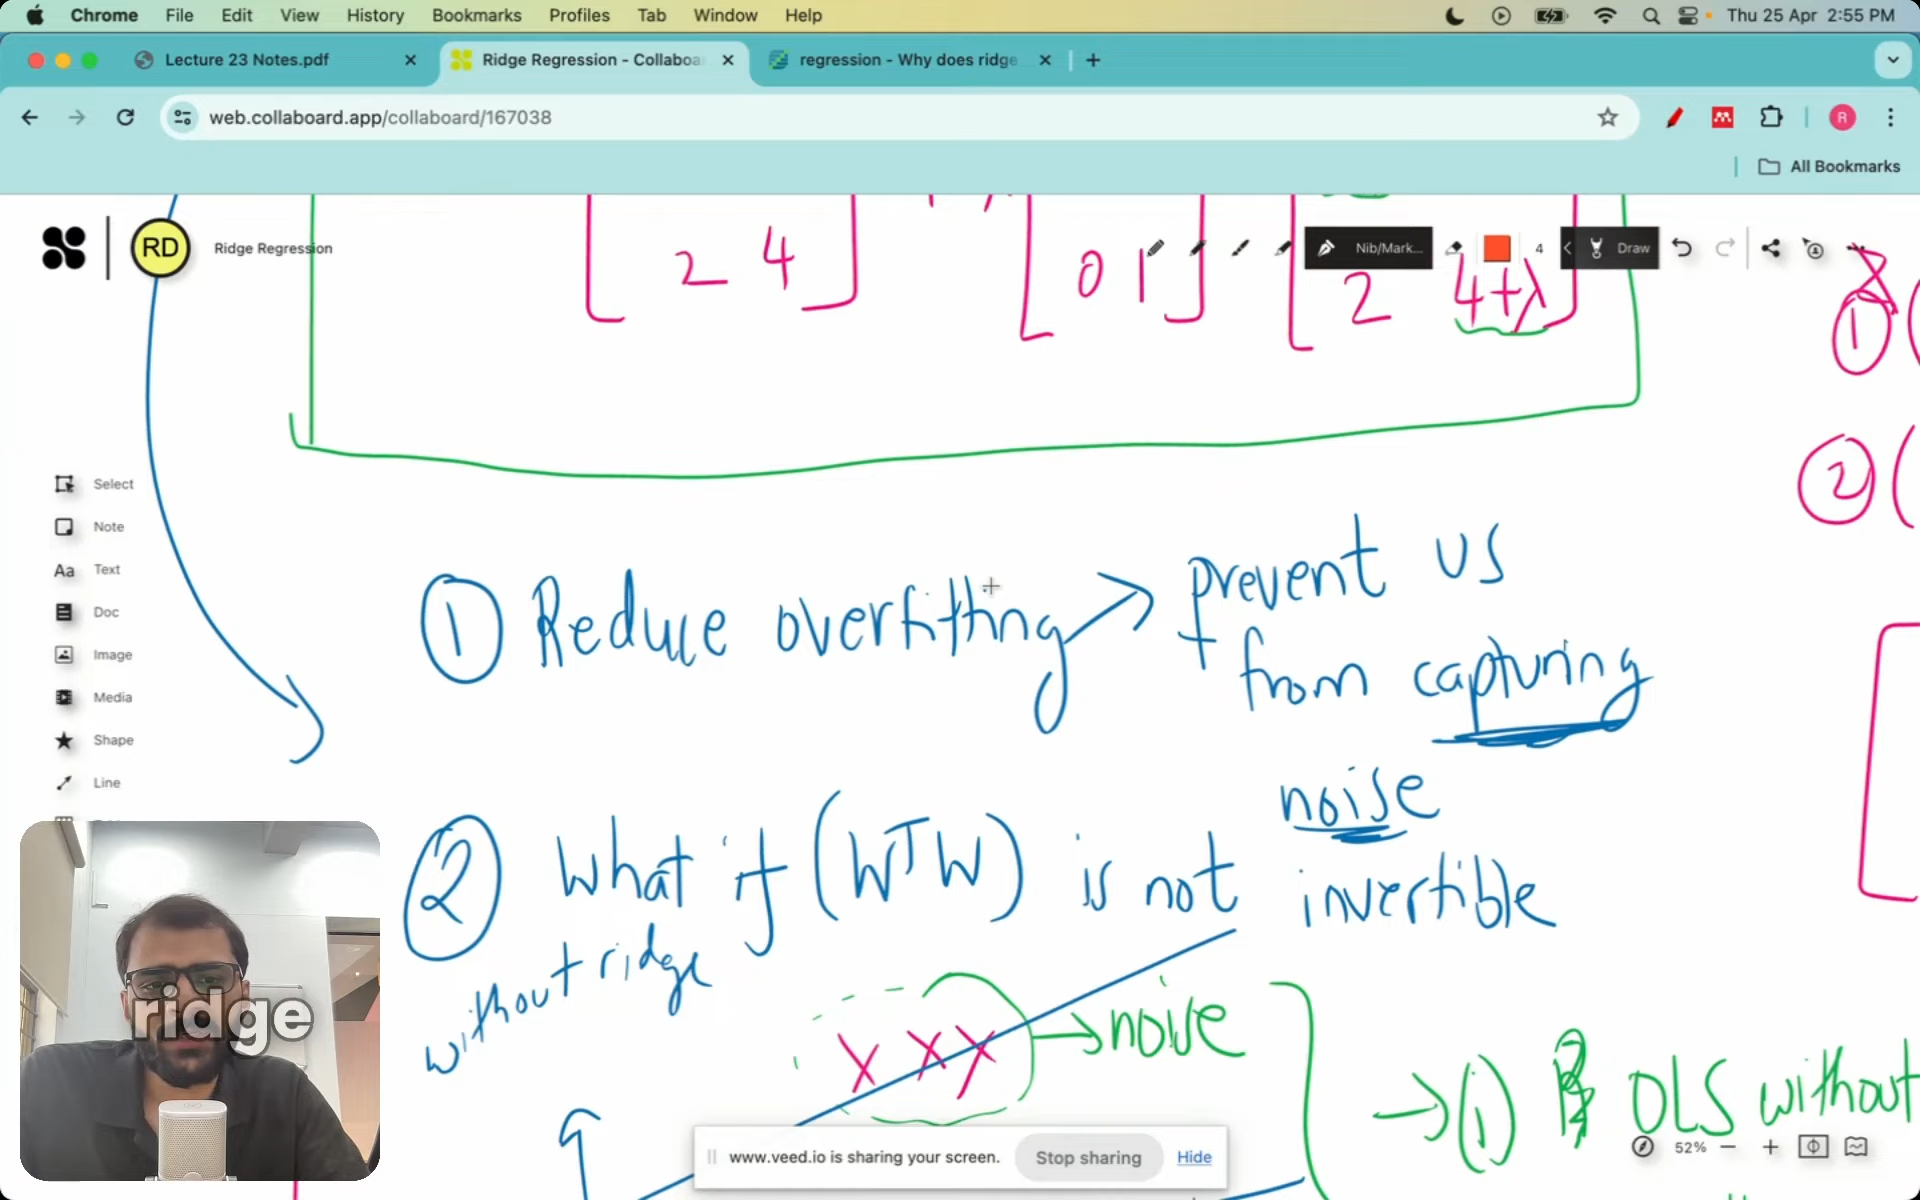 Chrome File Edit View History Bookmarks Profiles Tab Window Help Thu 25 Apr 2:55 PM
Lecture 23 Notes.pdf Ridge Regression - Collaboa regression - Why does ridge
web.collaboard.app/collaboard/167038
All Bookmarks
RD Ridge Regression Nib/Mark... 4 Draw
2 4 0 1 2 4+λ
①
②
Select
Note
Text
Doc
Image
Media
Shape
Line
① Reduce overfitting → prevent us
from capturing
noise
② What if (WᵀW) is not invertible
without ridge
x x x → noise
→ ① OLS without
ridge
www.veed.io is sharing your screen. Stop sharing Hide
52%